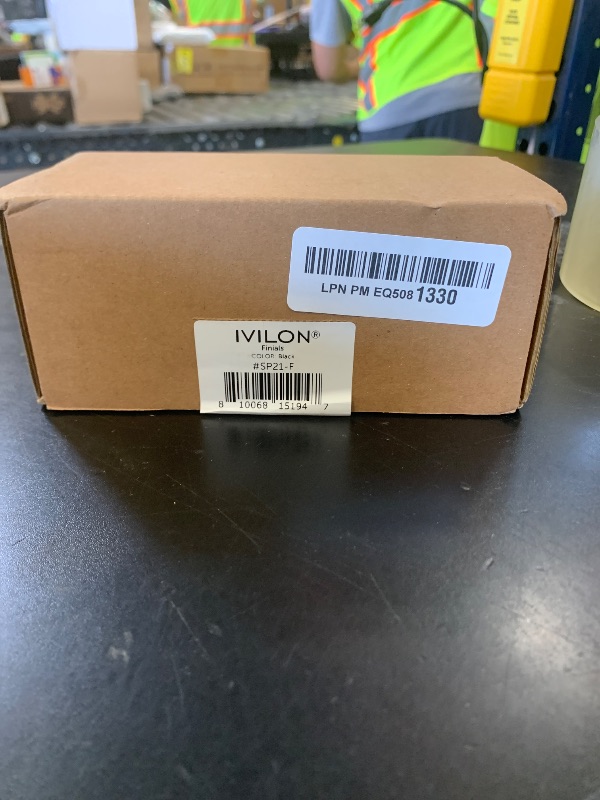 LPN PM EQ508 1330
IVILON®
Finials
COLOR: Black
#SP21-F
8 10068 15194 7